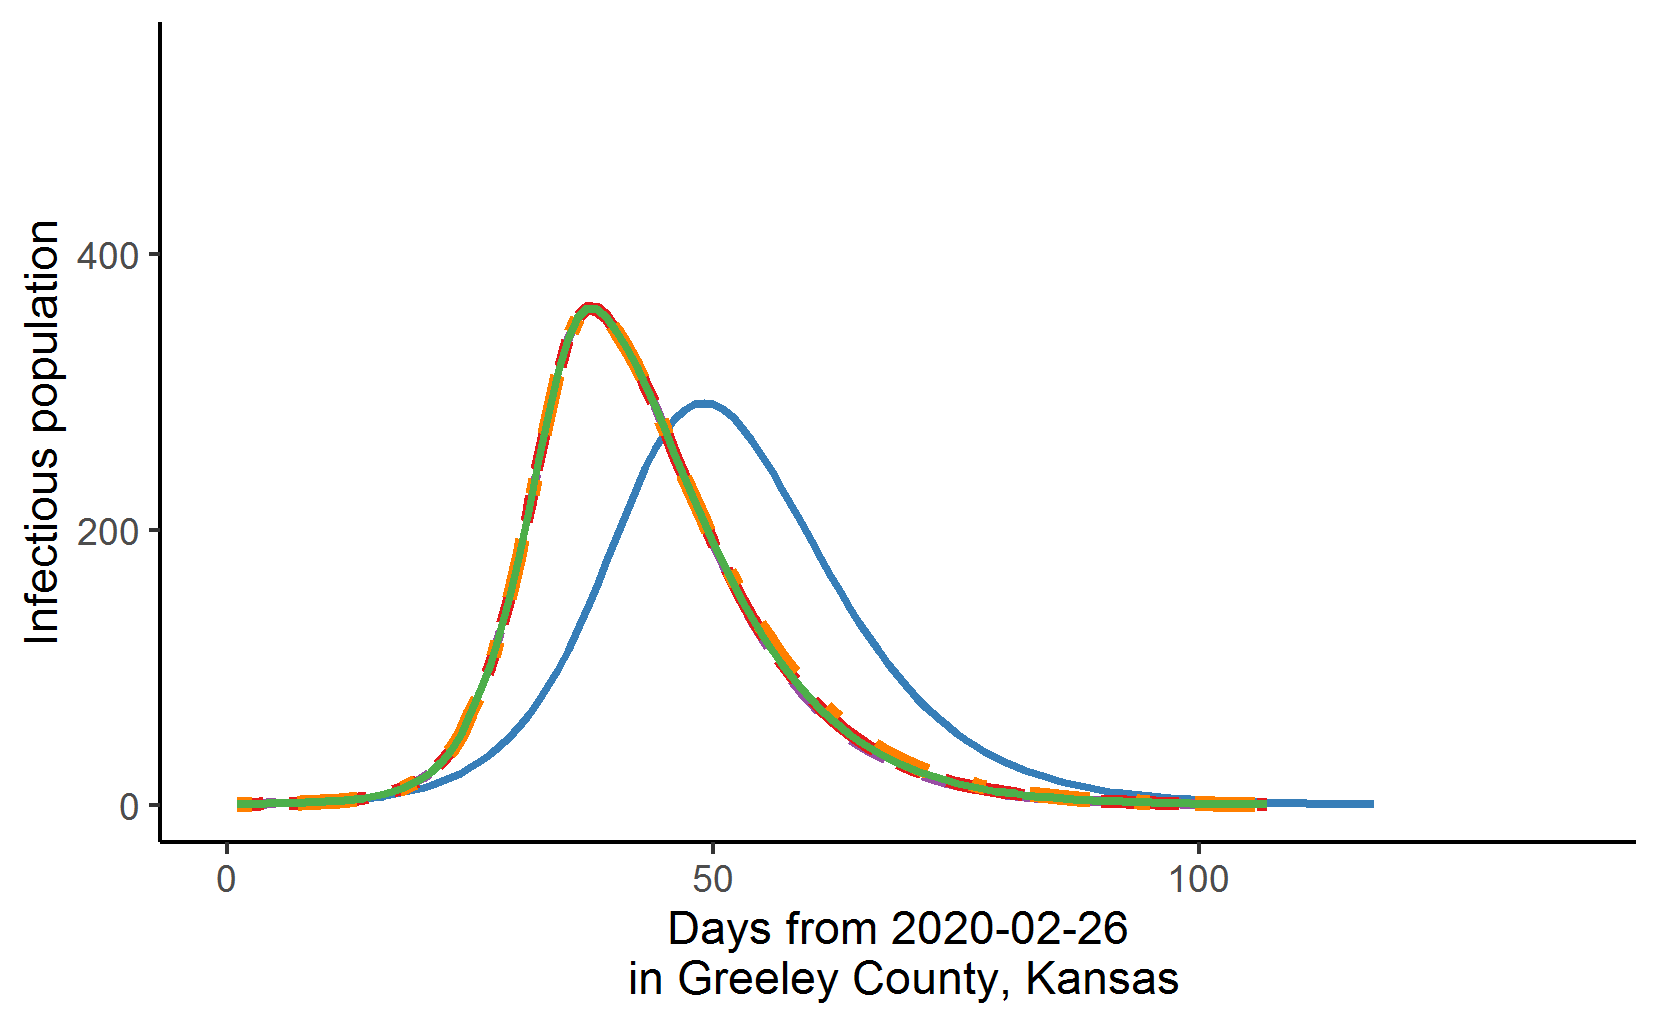 Infectious population
400
200
0
0 50 100
Days from 2020-02-26
in Greeley County, Kansas